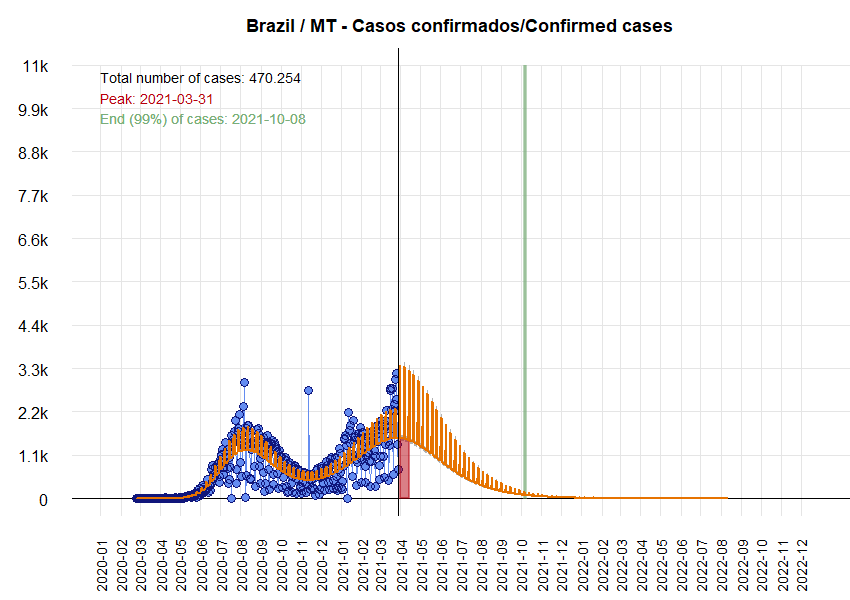 Brazil / MT - Casos confirmados/Confirmed cases
11k
Total number of cases: 470.254
Peak: 2021-03-31
9.9k
End (99%) of cases: 2021-10-08
8.8k
7.7k
6.6k
5.5k
4.4k
3.3k
2.2k
1.1k
0
2020-01
2020-02
2020-03
2020-04
2020-05
2020-06
2020-07
2020-08
2020-09
2020-10
2020-11
2020-12
2021-01
2021-02
2021-03
2021-04
2021-05
2021-06
2021-07
2021-08
2021-09
2021-10
2021-11
2021-12
2022-01
2022-02
2022-03
2022-04
2022-05
2022-06
2022-07
2022-08
2022-09
2022-10
2022-11
2022-12